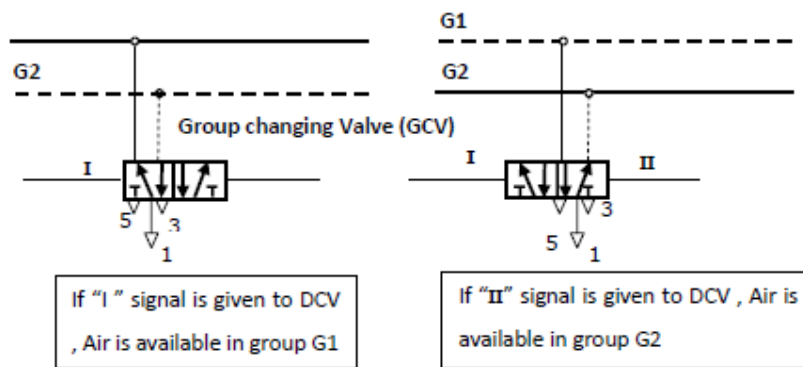 G2
Group changing Valve (GCV)
I
5
3
1
If “I ” signal is given to DCV
, Air is available in group G1
G1
G2
I
II
5
3
1
If “II” signal is given to DCV , Air is
available in group G2